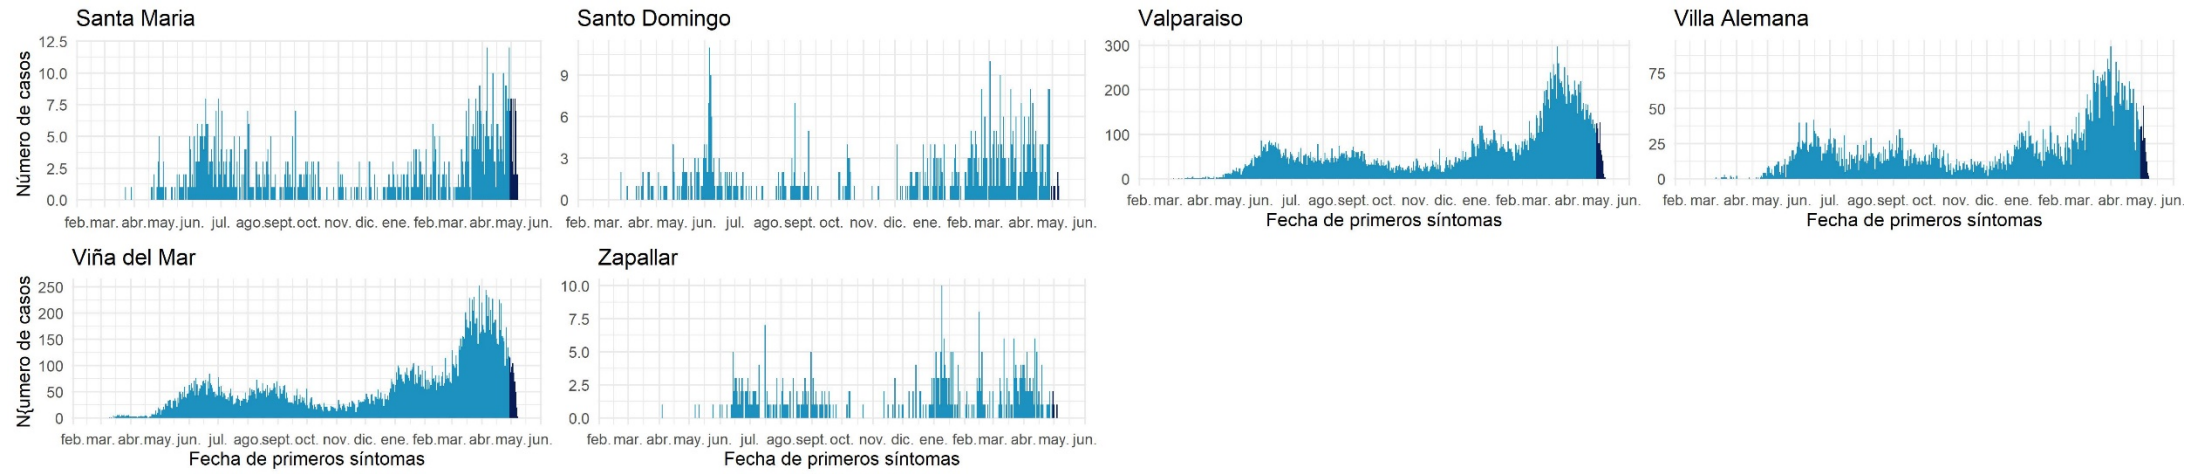 Santa Maria
Número de casos
12.5
10.0
7.5
5.0
2.5
0.0
feb. mar. abr. may. jun. jul. ago. sept. oct. nov. dic. ene. feb. mar. abr. may. jun.
Santo Domingo
9
6
3
0
feb. mar. abr. may. jun. jul. ago. sept. oct. nov. dic. ene. feb. mar. abr. may. jun.
Valparaiso
300
200
100
0
feb. mar. abr. may. jun. jul. ago. sept. oct. nov. dic. ene. feb. mar. abr. may. jun.
Fecha de primeros síntomas
Villa Alemana
75
50
25
0
feb. mar. abr. may. jun. jul. ago. sept. oct. nov. dic. ene. feb. mar. abr. may. jun.
Fecha de primeros síntomas
Viña del Mar
N{umero de casos
250
200
150
100
50
0
feb. mar. abr. may. jun. jul. ago. sept. oct. nov. dic. ene. feb. mar. abr. may. jun.
Fecha de primeros síntomas
Zapallar
10.0
7.5
5.0
2.5
0.0
feb. mar. abr. may. jun. jul. ago. sept. oct. nov. dic. ene. feb. mar. abr. may. jun.
Fecha de primeros síntomas